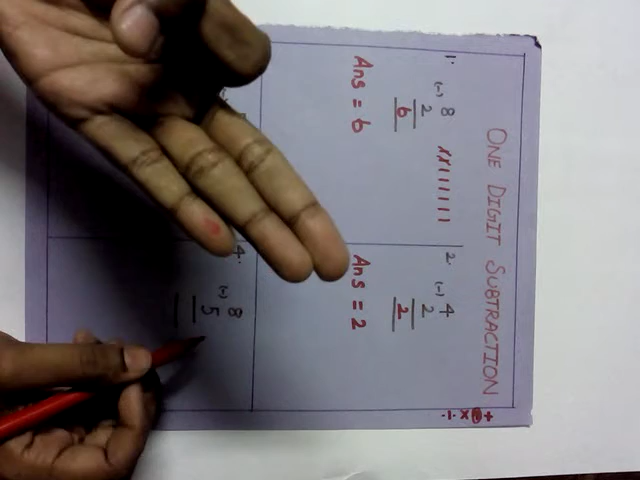 ONE DIGIT SUBTRACTION
+ - × ÷
1.
8
(-) 2
6
Ans = 6
2.
4
(-) 2
2
Ans = 2
4.
8
(-) 5